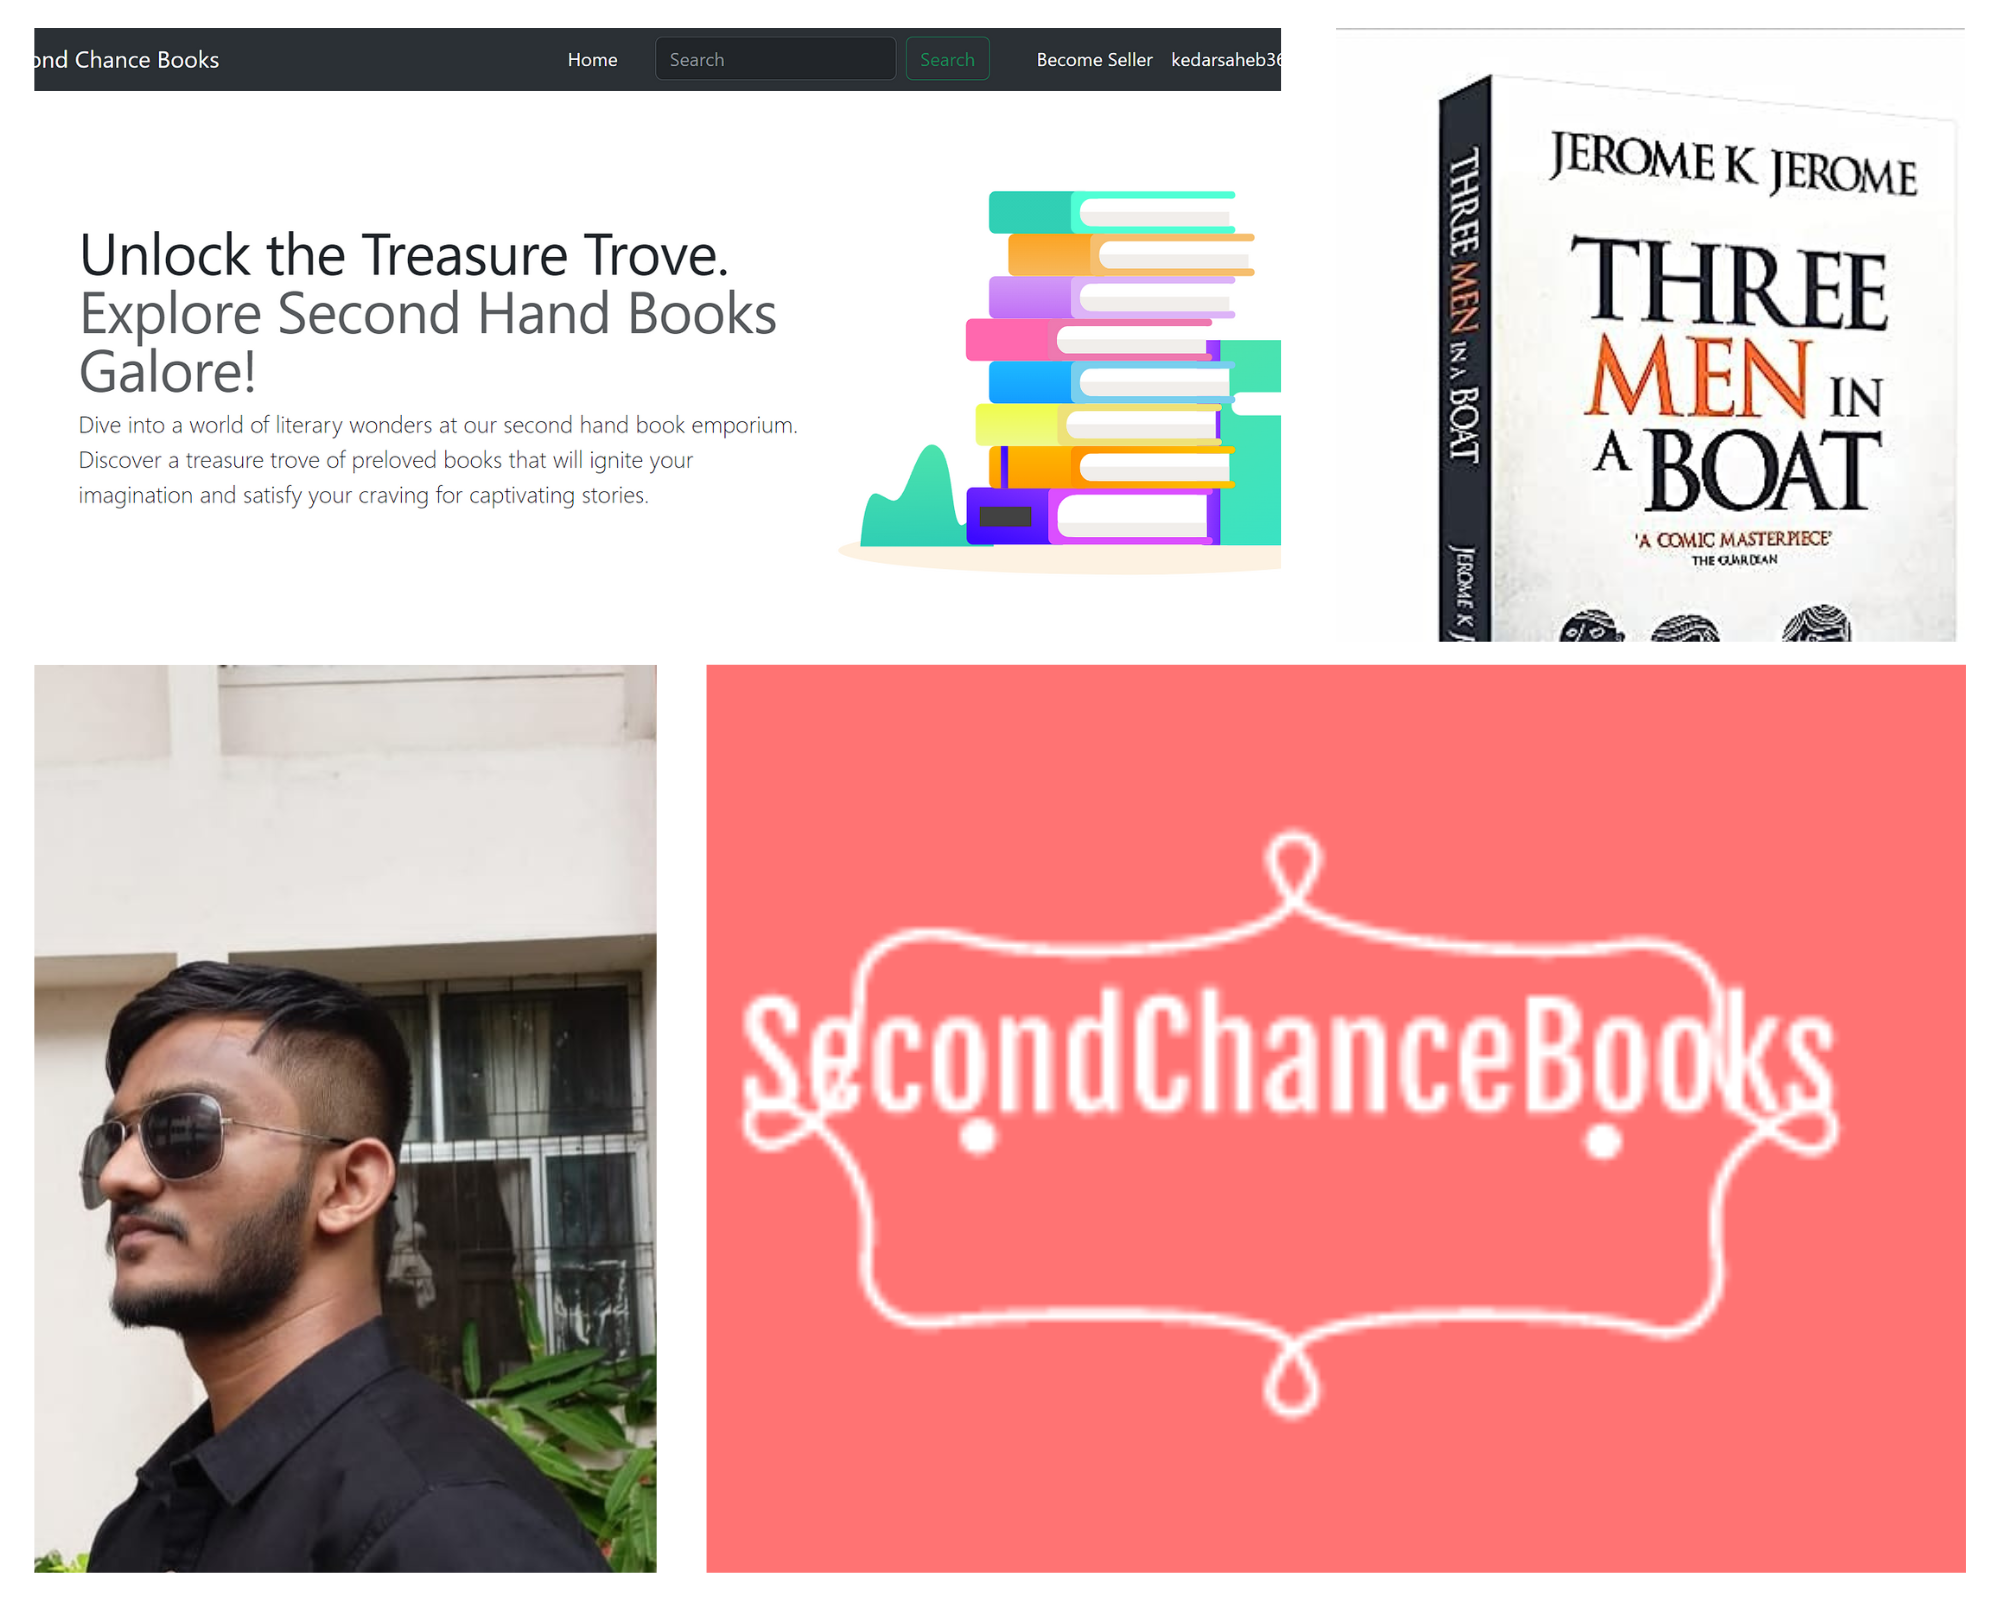 ond Chance Books
Home
Search
Search
Become Seller
kedarsaheb36
Unlock the Treasure Trove.
Explore Second Hand Books
Galore!
Dive into a world of literary wonders at our second hand book emporium.
Discover a treasure trove of preloved books that will ignite your
imagination and satisfy your craving for captivating stories.
THREE MEN IN A BOAT
JEROME K J
JEROME K JEROME
THREE
MEN IN
A BOAT
'A COMIC MASTERPIECE'
THE GUARDIAN
SecondChanceBooks